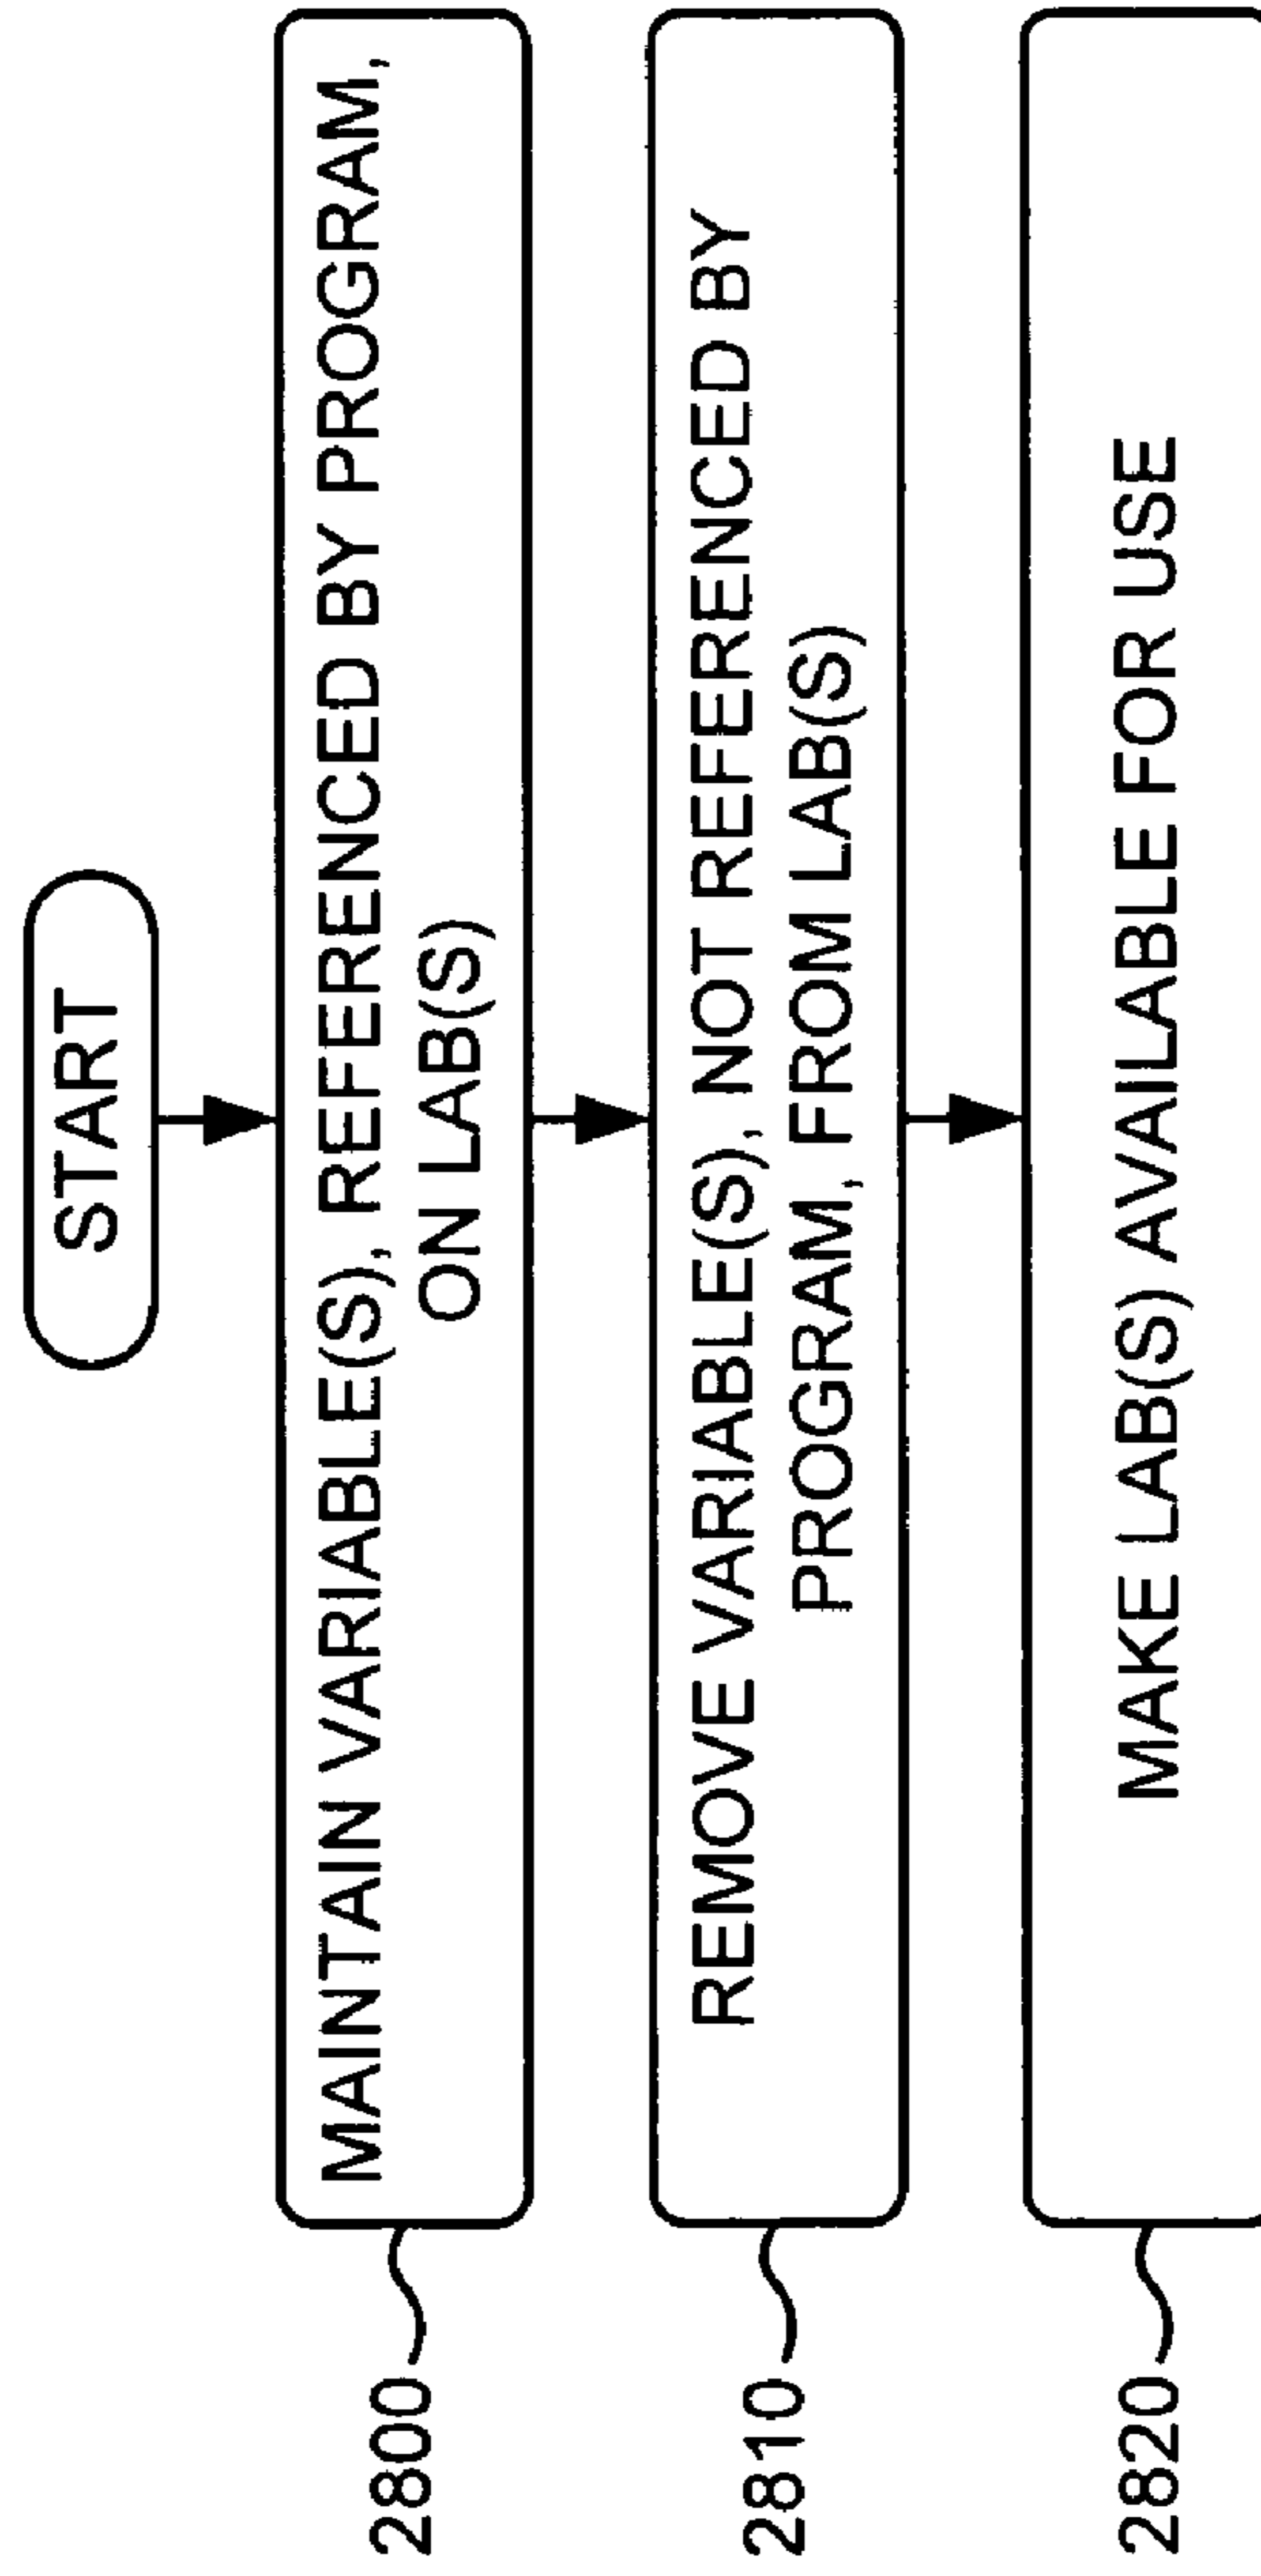 START
2800
MAINTAIN VARIABLE(S), REFERENCED BY PROGRAM,
ON LAB(S)
2810
REMOVE VARIABLE(S), NOT REFERENCED BY
PROGRAM, FROM LAB(S)
2820
MAKE LAB(S) AVAILABLE FOR USE